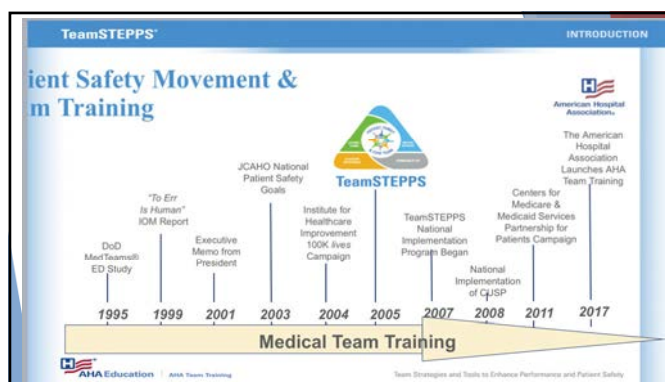 TeamSTEPPS®
INTRODUCTION
ient Safety Movement &
m Training
American Hospital
Association®
TeamSTEPPS
DoD
MedTeams®
ED Study
"To Err
Is Human"
IOM Report
Executive
Memo from
President
JCAHO National
Patient Safety
Goals
Institute for
Healthcare
Improvement
100K lives
Campaign
TeamSTEPPS
National
Implementation
Program Began
National
Implementation
of CUSP
Centers for
Medicare &
Medicaid Services
Partnership for
Patients Campaign
The American
Hospital
Association
Launches AHA
Team Training
1995 1999 2001 2003 2004 2005 2007 2008 2011 2017
Medical Team Training
AHA Education | AHA Team Training
Team Strategies and Tools to Enhance Performance and Patient Safety